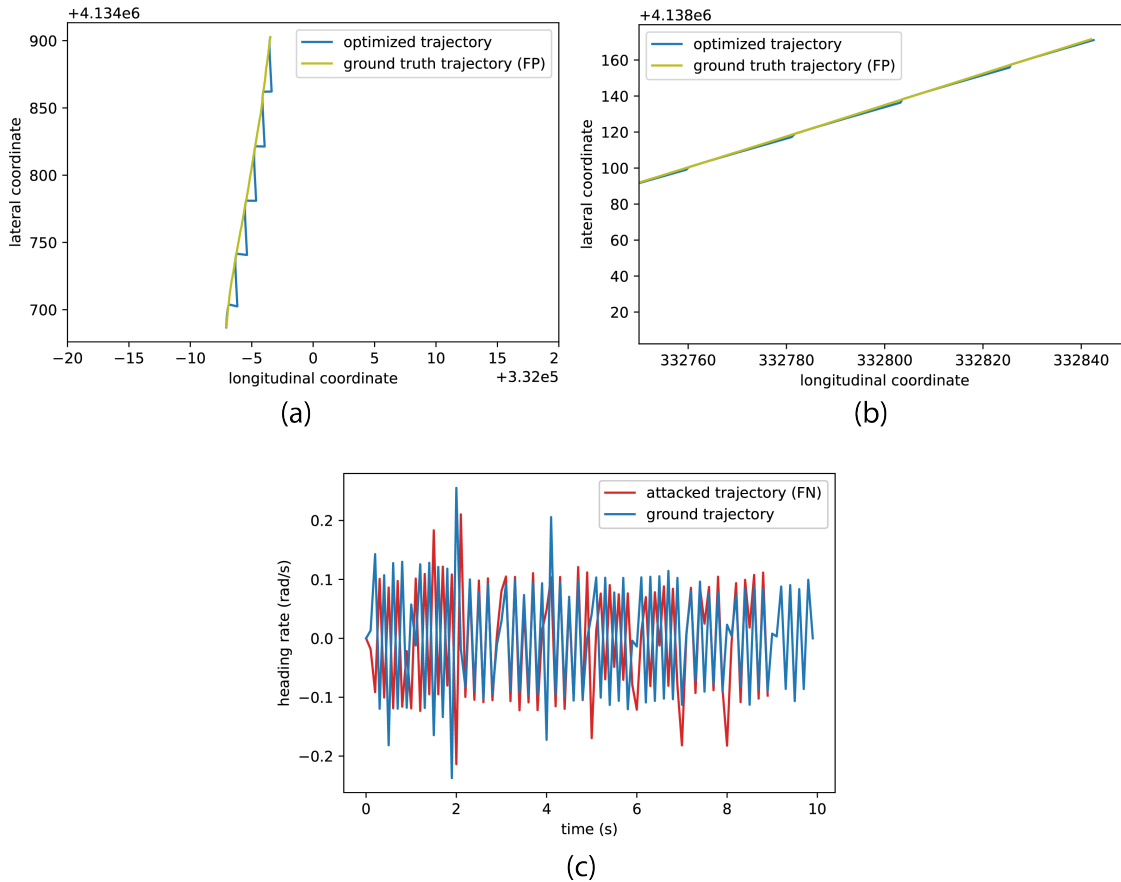 +4.134e6
900
850
800
750
700
lateral coordinate
optimized trajectory
ground truth trajectory (FP)
−20 −15 −10 −5 0 5 10 15 2
longitudinal coordinate
+3.32e5
(a)
+4.138e6
160
140
120
100
80
60
40
20
lateral coordinate
optimized trajectory
ground truth trajectory (FP)
332760 332780 332800 332820 332840
longitudinal coordinate
(b)
0.2
0.1
0.0
−0.1
−0.2
heading rate (rad/s)
attacked trajectory (FN)
ground trajectory
0 2 4 6 8 10
time (s)
(c)